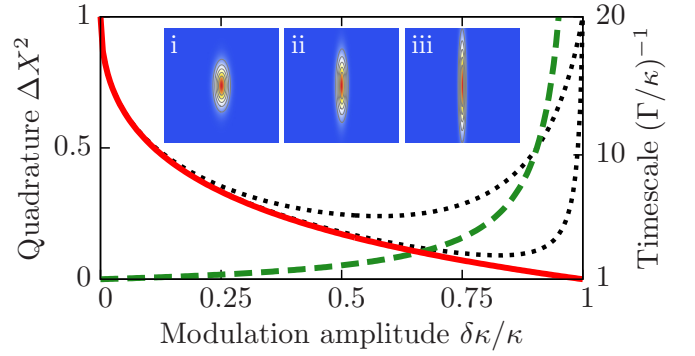 Quadrature ΔX²
1
0.5
0
i
ii
iii
20
10
1
Timescale (Γ/κ)⁻¹
0
0.25
0.5
0.75
1
Modulation amplitude δκ/κ